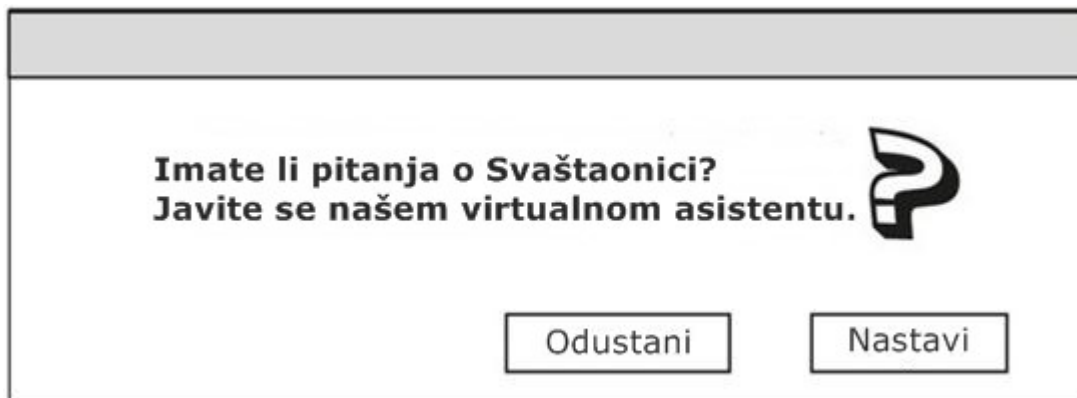 Imate li pitanja o Svaštaonici?
Javite se našem virtualnom asistentu.
Odustani
Nastavi